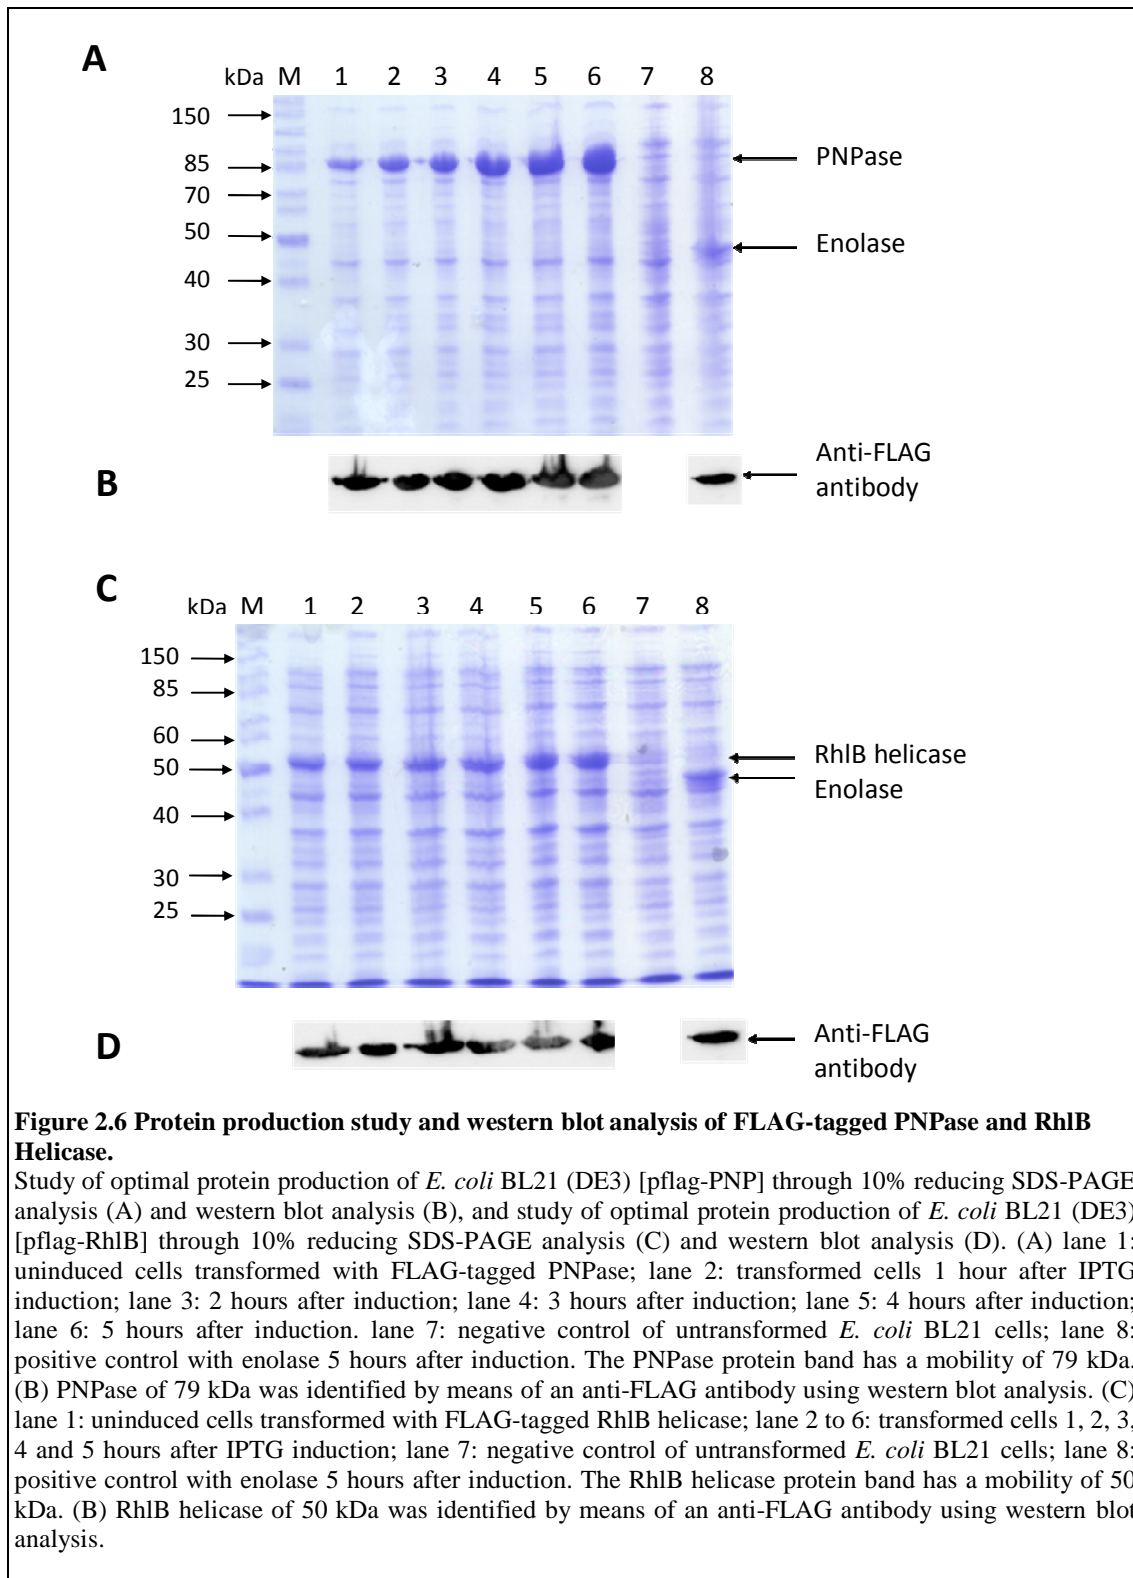 A
kDa M 1 2 3 4 5 6 7 8
150
85
70
50
40
30
25
PNPase
Enolase
B
Anti-FLAG
antibody
C
kDa M 1 2 3 4 5 6 7 8
150
85
60
50
40
30
25
RhlB helicase
Enolase
D
Anti-FLAG
antibody
Figure 2.6 Protein production study and western blot analysis of FLAG-tagged PNPase and RhlB
Helicase.
Study of optimal protein production of E. coli BL21 (DE3) [pflag-PNP] through 10% reducing SDS-PAGE
analysis (A) and western blot analysis (B), and study of optimal protein production of E. coli BL21 (DE3)
[pflag-RhlB] through 10% reducing SDS-PAGE analysis (C) and western blot analysis (D). (A) lane 1:
uninduced cells transformed with FLAG-tagged PNPase; lane 2: transformed cells 1 hour after IPTG
induction; lane 3: 2 hours after induction; lane 4: 3 hours after induction; lane 5: 4 hours after induction;
lane 6: 5 hours after induction. lane 7: negative control of untransformed E. coli BL21 cells; lane 8:
positive control with enolase 5 hours after induction. The PNPase protein band has a mobility of 79 kDa.
(B) PNPase of 79 kDa was identified by means of an anti-FLAG antibody using western blot analysis. (C)
lane 1: uninduced cells transformed with FLAG-tagged RhlB helicase; lane 2 to 6: transformed cells 1, 2, 3,
4 and 5 hours after IPTG induction; lane 7: negative control of untransformed E. coli BL21 cells; lane 8:
positive control with enolase 5 hours after induction. The RhlB helicase protein band has a mobility of 50
kDa. (B) RhlB helicase of 50 kDa was identified by means of an anti-FLAG antibody using western blot
analysis.